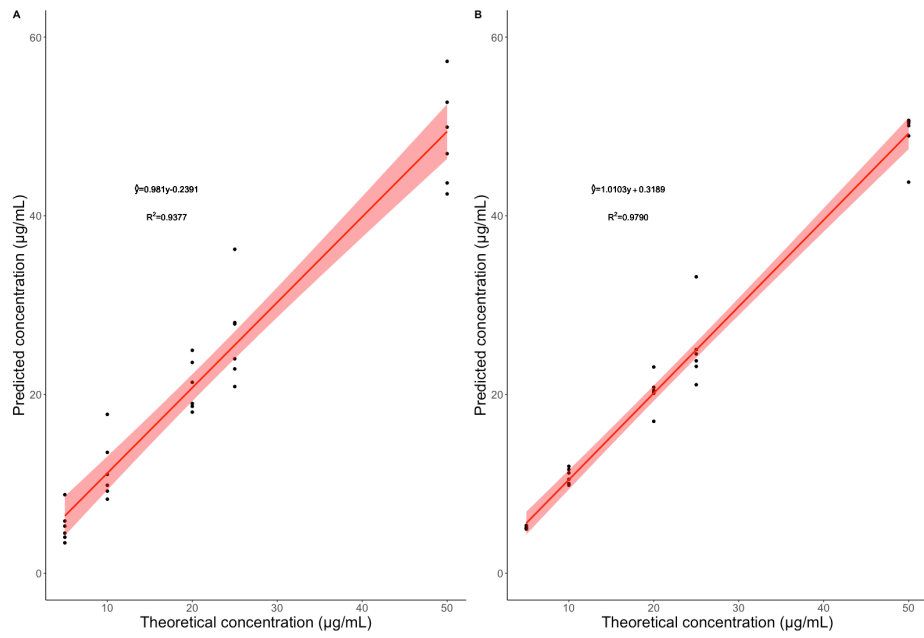 A
Predicted concentration (µg/mL)
60
40
20
0
ŷ=0.981y-0.2391
R²=0.9377
10
20
30
40
50
Theoretical concentration (µg/mL)
B
Predicted concentration (µg/mL)
60
40
20
0
ŷ=1.0103y + 0.3189
R²=0.9790
10
20
30
40
50
Theoretical concentration (µg/mL)